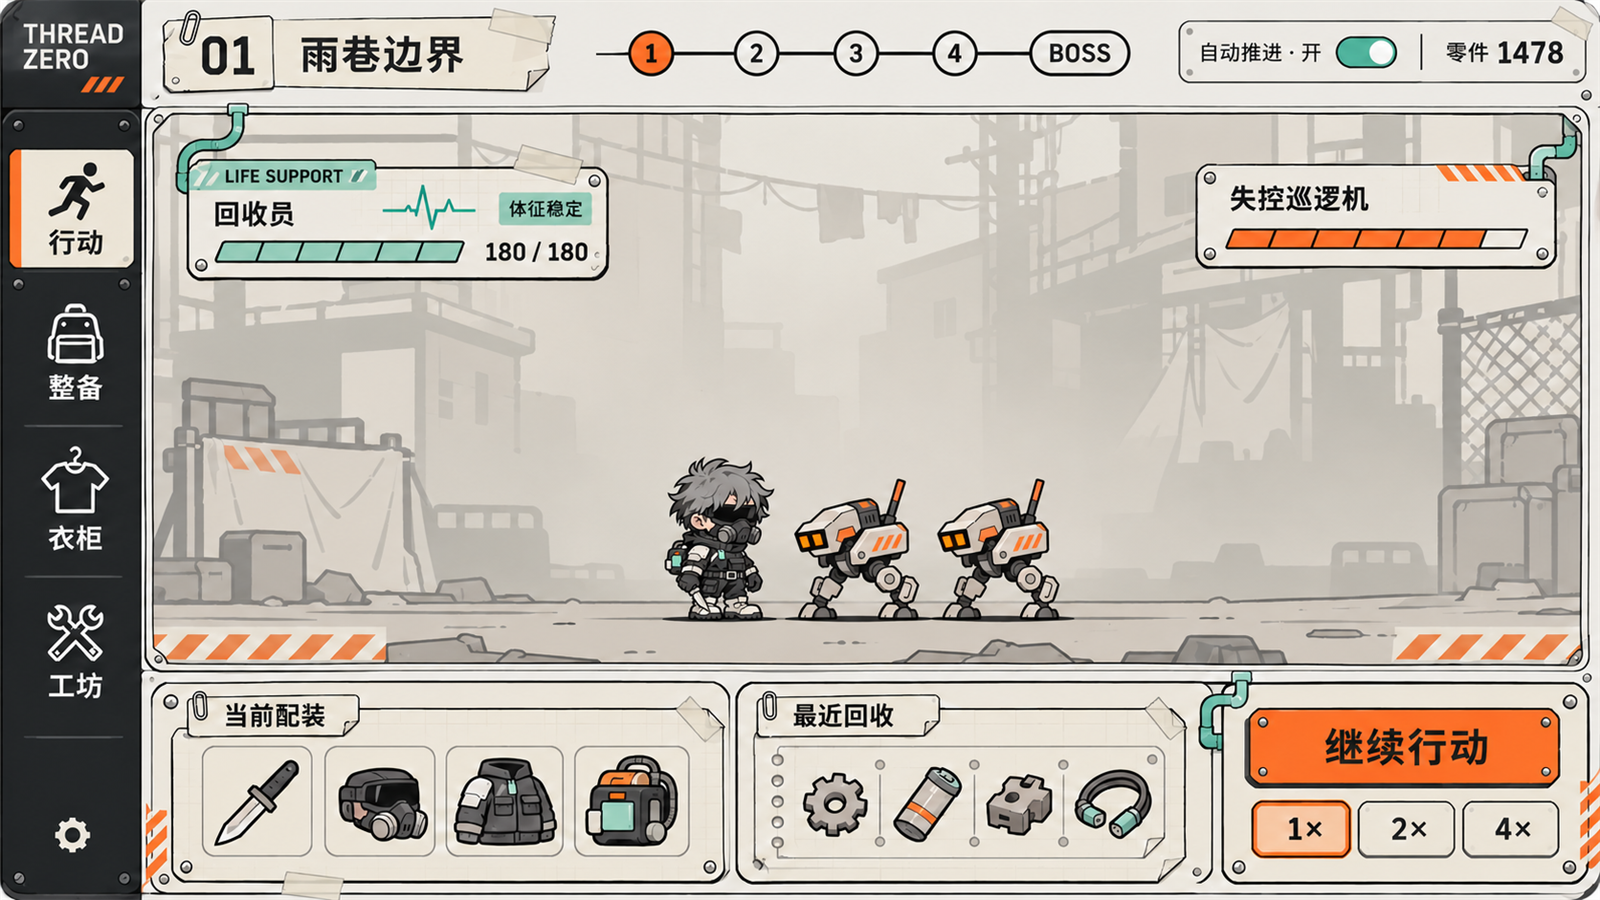 THREAD
ZERO
01 雨巷边界
1 2 3 4 BOSS
自动推进 · 开
零件 1478
行动
整备
衣柜
工坊
LIFE SUPPORT
回收员
体征稳定
180 / 180
失控巡逻机
当前配装
最近回收
继续行动
1× 2× 4×